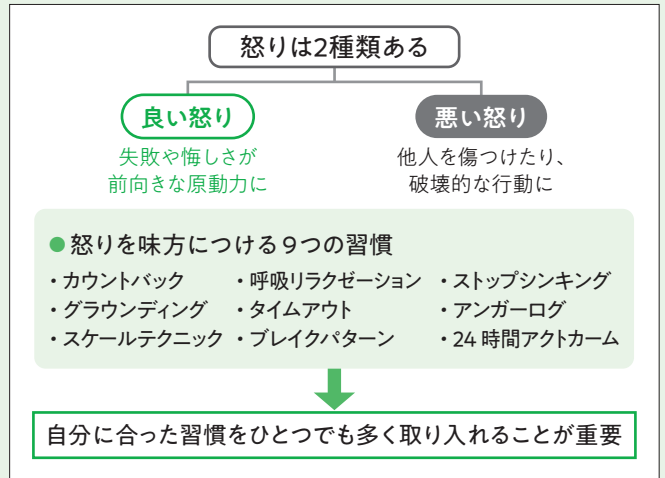 怒りは2種類ある
良い怒り
悪い怒り
失敗や悔しさが
前向きな原動力に
他人を傷つけたり、
破壊的な行動に
●怒りを味方につける9つの習慣
・カウントバック ・呼吸リラクゼーション ・ストップシンキング
・グラウンディング ・タイムアウト ・アンガーログ
・スケールテクニック ・ブレイクパターン ・24時間アクトカーム
自分に合った習慣をひとつでも多く取り入れることが重要